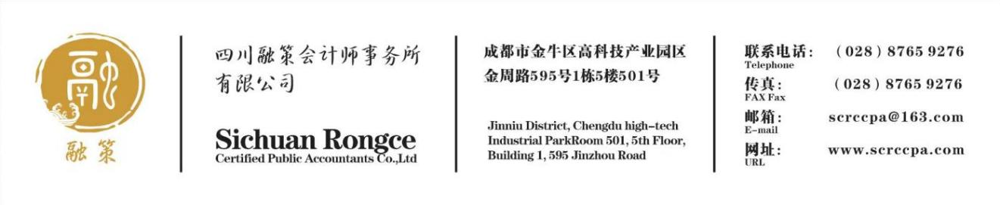 融
融策
四川融策会计师事务所
有限公司
Sichuan Rongce
Certified Public Accountants Co.,Ltd
成都市金牛区高科技产业园区
金周路595号1栋5楼501号
Jinniu District, Chengdu high-tech
Industrial ParkRoom 501, 5th Floor,
Building 1, 595 Jinzhou Road
联系电话： （028）8765 9276
Telephone
传真： （028）8765 9276
FAX Fax
邮箱： scrccpa@163.com
E-mail
网址： www.scrccpa.com
URL